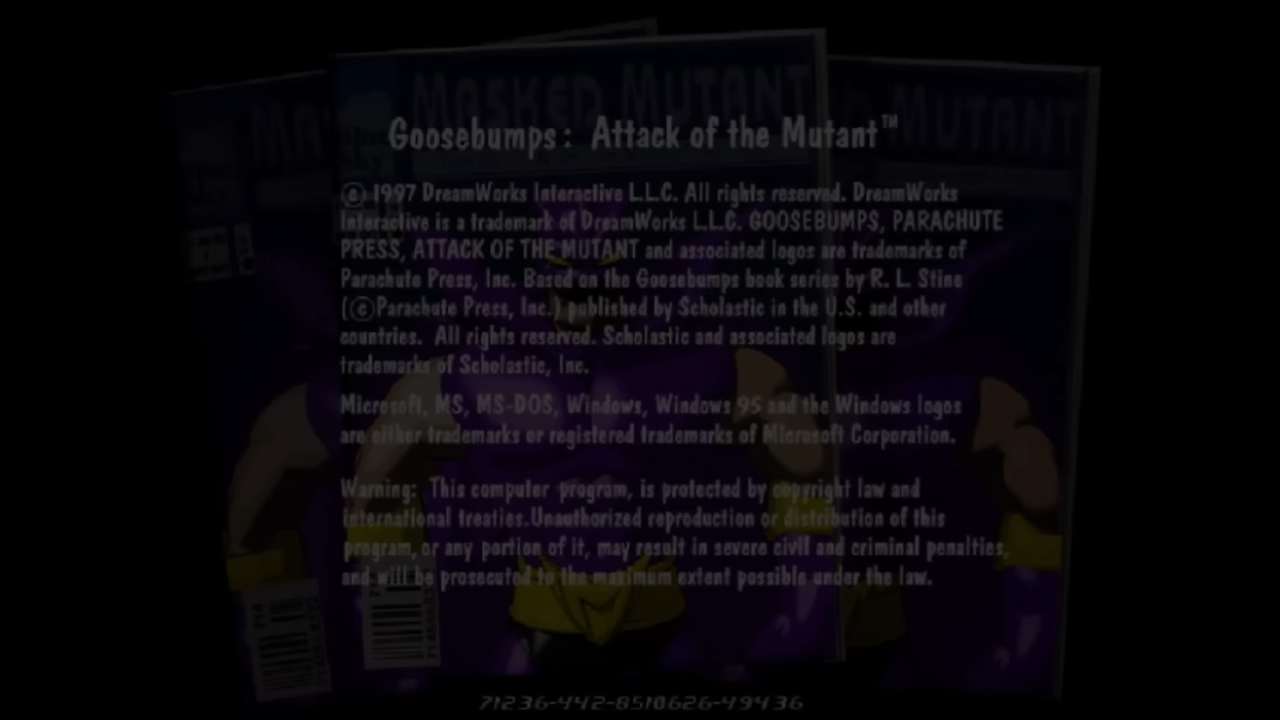 MASKED MUTANT
MUTANT
Goosebumps: Attack of the Mutant™
© 1997 DreamWorks Interactive L.L.C. All rights reserved. DreamWorks
Interactive is a trademark of DreamWorks L.L.C. GOOSEBUMPS, PARACHUTE
PRESS, ATTACK OF THE MUTANT and associated logos are trademarks of
Parachute Press, Inc. Based on the Goosebumps book series by R. L. Stine
(©Parachute Press, Inc.) published by Scholastic in the U.S. and other
countries. All rights reserved. Scholastic and associated logos are
trademarks of Scholastic, Inc.
Microsoft, MS, MS-DOS, Windows, Windows 95 and the Windows logos
are either trademarks or registered trademarks of Microsoft Corporation.
Warning: This computer program, is protected by copyright law and
international treaties.Unauthorized reproduction or distribution of this
program, or any portion of it, may result in severe civil and criminal penalties,
and will be prosecuted to the maximum extent possible under the law.
71236-442-8510626-49436